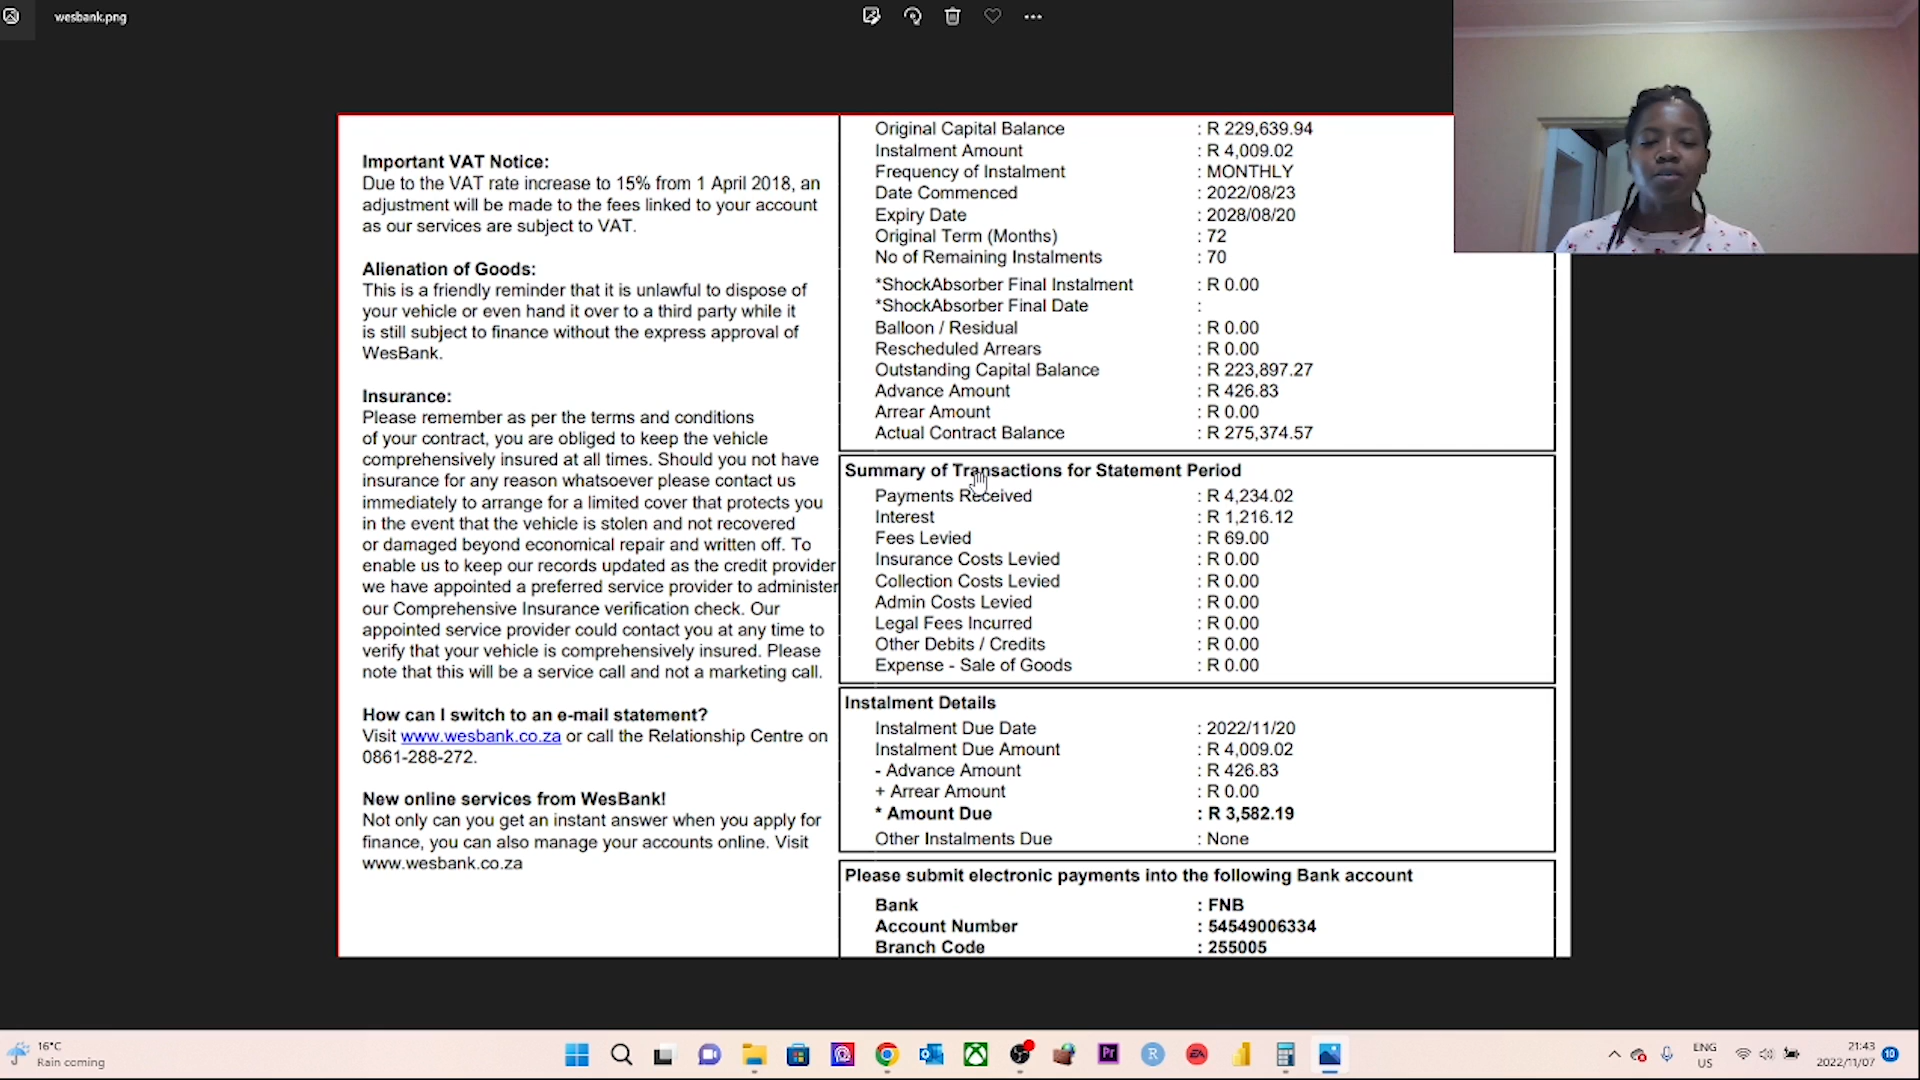 wesbank.png
Important VAT Notice:
Due to the VAT rate increase to 15% from 1 April 2018, an
adjustment will be made to the fees linked to your account
as our services are subject to VAT.
Alienation of Goods:
This is a friendly reminder that it is unlawful to dispose of
your vehicle or even hand it over to a third party while it
is still subject to finance without the express approval of
WesBank.
Insurance:
Please remember as per the terms and conditions
of your contract, you are obliged to keep the vehicle
comprehensively insured at all times. Should you not have
insurance for any reason whatsoever please contact us
immediately to arrange for a limited cover that protects you
in the event that the vehicle is stolen and not recovered
or damaged beyond economical repair and written off. To
enable us to keep our records updated as the credit provider
we have appointed a preferred service provider to administer
our Comprehensive Insurance verification check. Our
appointed service provider could contact you at any time to
verify that your vehicle is comprehensively insured. Please
note that this will be a service call and not a marketing call.
How can I switch to an e-mail statement?
Visit www.wesbank.co.za or call the Relationship Centre on
0861-288-272.
New online services from WesBank!
Not only can you get an instant answer when you apply for
finance, you can also manage your accounts online. Visit
www.wesbank.co.za
Original Capital Balance : R 229,639.94
Instalment Amount : R 4,009.02
Frequency of Instalment : MONTHLY
Date Commenced : 2022/08/23
Expiry Date : 2028/08/20
Original Term (Months) : 72
No of Remaining Instalments : 70
*ShockAbsorber Final Instalment : R 0.00
*ShockAbsorber Final Date :
Balloon / Residual : R 0.00
Rescheduled Arrears : R 0.00
Outstanding Capital Balance : R 223,897.27
Advance Amount : R 426.83
Arrear Amount : R 0.00
Actual Contract Balance : R 275,374.57
Summary of Transactions for Statement Period
Payments Received : R 4,234.02
Interest : R 1,216.12
Fees Levied : R 69.00
Insurance Costs Levied : R 0.00
Collection Costs Levied : R 0.00
Admin Costs Levied : R 0.00
Legal Fees Incurred : R 0.00
Other Debits / Credits : R 0.00
Expense - Sale of Goods : R 0.00
Instalment Details
Instalment Due Date : 2022/11/20
Instalment Due Amount : R 4,009.02
- Advance Amount : R 426.83
+ Arrear Amount : R 0.00
* Amount Due : R 3,582.19
Other Instalments Due : None
Please submit electronic payments into the following Bank account
Bank : FNB
Account Number : 54549006334
Branch Code : 255005
16°C
Rain coming
Pr
R
EA
ENG
US
21:43
2022/11/07
10